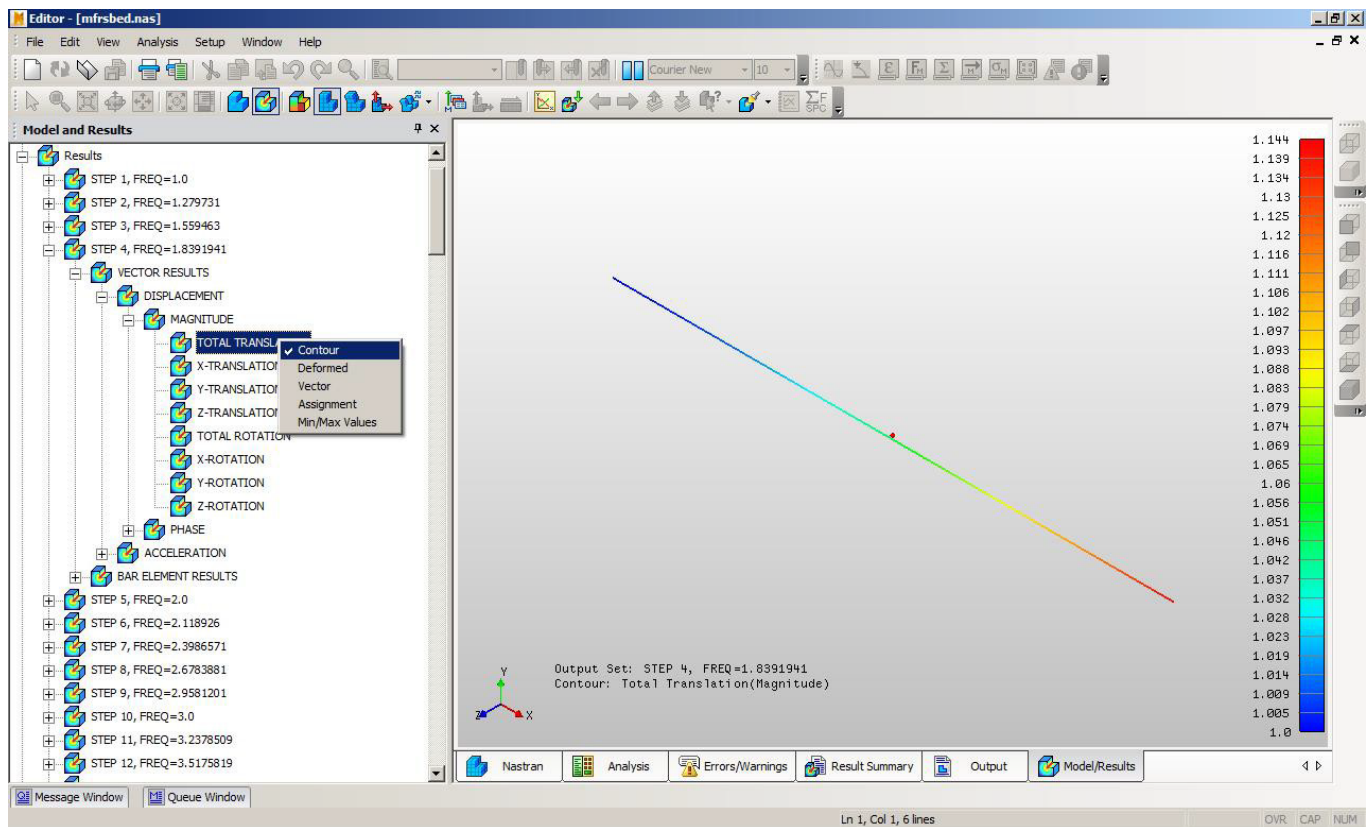 Editor - [mfrsbed.nas]
File Edit View Analysis Setup Window Help
Courier New 10
Model and Results
Results
STEP 1, FREQ=1.0
STEP 2, FREQ=1.279731
STEP 3, FREQ=1.559463
STEP 4, FREQ=1.8391941
VECTOR RESULTS
DISPLACEMENT
MAGNITUDE
TOTAL
X-TRANSLATION
Y-TRANSLATION
Z-TRANSLATION
TOTAL ROTATION
X-ROTATION
Y-ROTATION
Z-ROTATION
PHASE
ACCELERATION
BAR ELEMENT RESULTS
STEP 5, FREQ=2.0
STEP 6, FREQ=2.118926
STEP 7, FREQ=2.3986571
STEP 8, FREQ=2.6783881
STEP 9, FREQ=2.9581201
STEP 10, FREQ=3.0
STEP 11, FREQ=3.2378509
STEP 12, FREQ=3.5175819
Contour
Deformed
Vector
Assignment
Min/Max Values
1.144
1.139
1.134
1.13
1.125
1.12
1.116
1.111
1.106
1.102
1.097
1.093
1.088
1.083
1.079
1.074
1.069
1.065
1.06
1.056
1.051
1.046
1.042
1.037
1.032
1.028
1.023
1.019
1.014
1.009
1.005
1.0
Y
Z X
Output Set: STEP 4, FREQ=1.8391941
Contour: Total Translation(Magnitude)
Nastran Analysis Errors/Warnings Result Summary Output Model/Results
Message Window Queue Window
Ln 1, Col 1, 6 lines
OVR CAP NUM